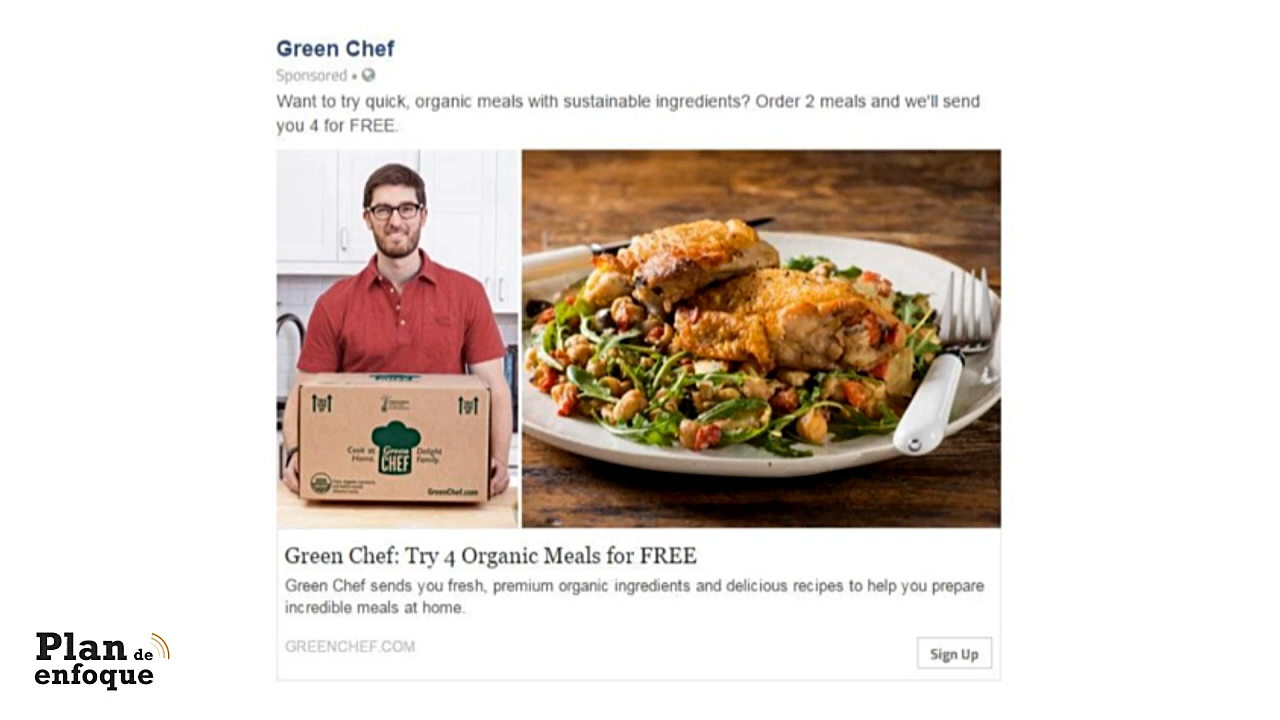 Green Chef
Sponsored •
Want to try quick, organic meals with sustainable ingredients? Order 2 meals and we'll send
you 4 for FREE.
Cook at
Home.
Green
CHEF
Delight
Family.
GreenChef.com
Green Chef: Try 4 Organic Meals for FREE
Green Chef sends you fresh, premium organic ingredients and delicious recipes to help you prepare
incredible meals at home.
GREENCHEF.COM
Sign Up
Plan de
enfoque